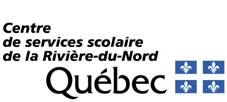 Centre
de services scolaire
de la Rivière-du-Nord
Québec